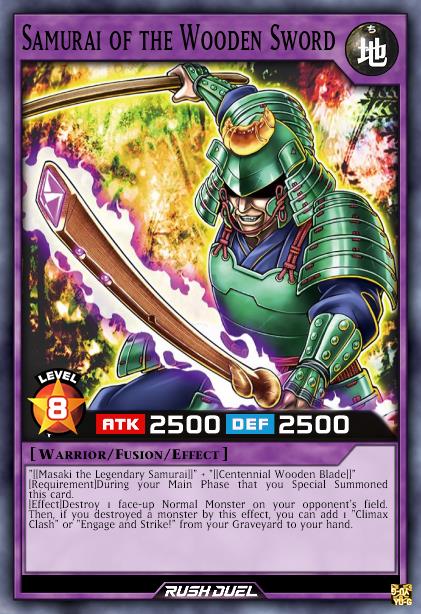 Samurai of the Wooden Sword
ち
地
LEVEL
8
ATK 2500 DEF 2500
[ Warrior/Fusion/Effect ]
"||Masaki the Legendary Samurai||" + "||Centennial Wooden Blade||"
[Requirement]During your Main Phase that you Special Summoned
this card.
[Effect]Destroy 1 face-up Normal Monster on your opponent's field.
Then, if you destroyed a monster by this effect, you can add 1 "Climax
Clash" or "Engage and Strike!" from your Graveyard to your hand.
RUSH DUEL